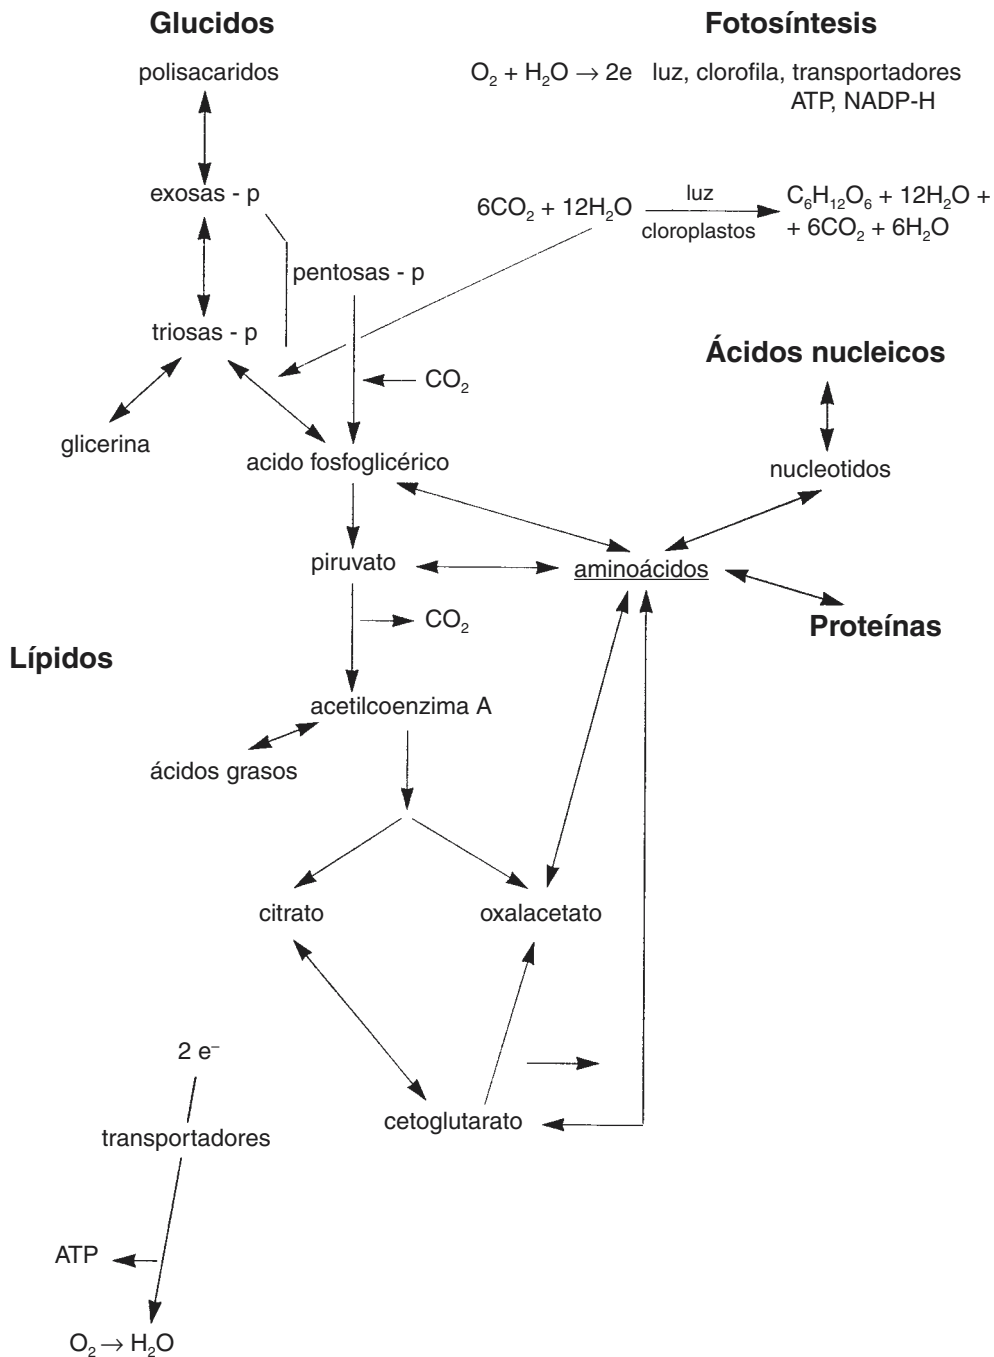 Glucidos
Fotosíntesis
polisacaridos
O₂ + H₂O → 2e luz, clorofila, transportadores
ATP, NADP-H
exosas - p
6CO₂ + 12H₂O
luz
cloroplastos
C₆H₁₂O₆ + 12H₂O +
+ 6CO₂ + 6H₂O
pentosas - p
triosas - p
Ácidos nucleicos
CO₂
glicerina
acido fosfoglicérico
nucleotidos
piruvato
aminoácidos
CO₂
Proteínas
Lípidos
acetilcoenzima A
ácidos grasos
citrato
oxalacetato
2 e⁻
cetoglutarato
transportadores
ATP
O₂ → H₂O